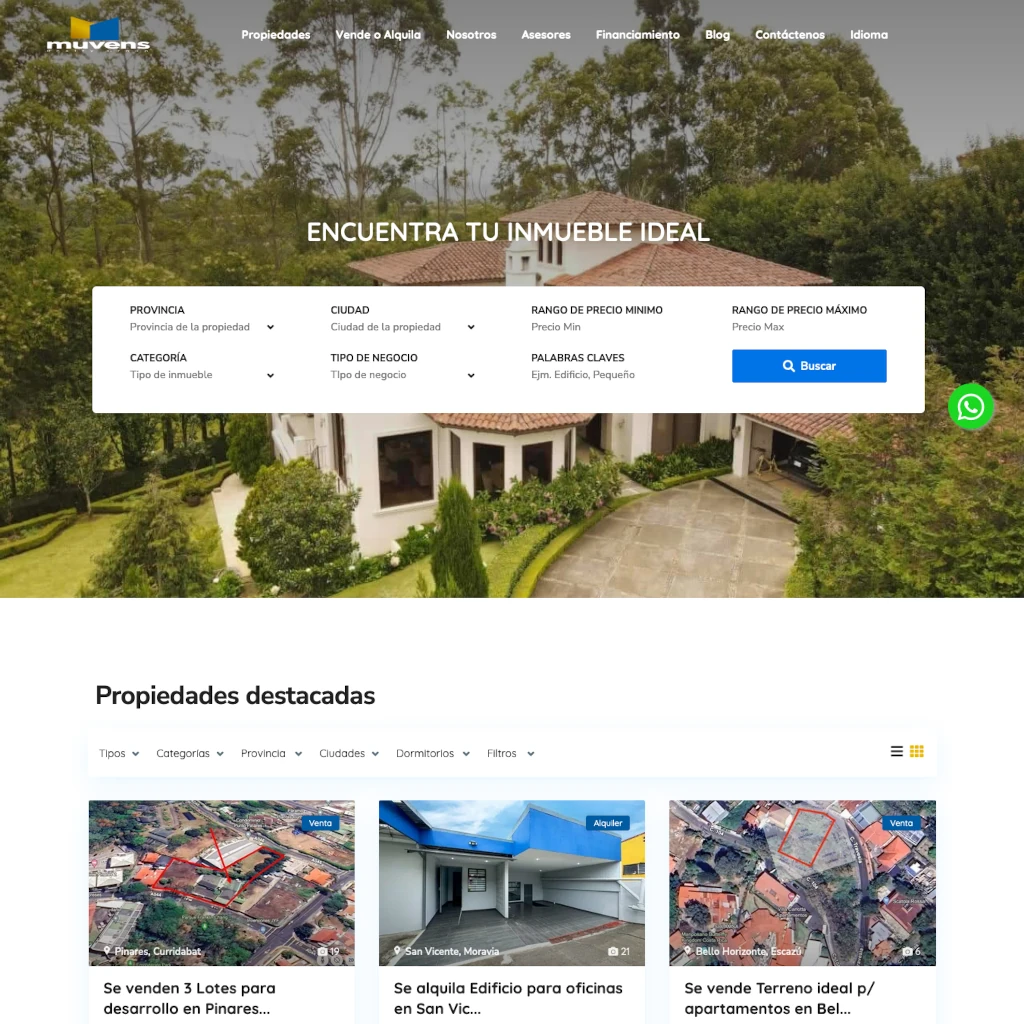 muvens
Propiedades Vende o Alquila Nosotros Asesores Financiamiento Blog Contáctenos Idioma
ENCUENTRA TU INMUEBLE IDEAL
PROVINCIA CIUDAD RANGO DE PRECIO MINIMO RANGO DE PRECIO MÁXIMO
Provincia de la propiedad Ciudad de la propiedad Precio Min Precio Max
CATEGORÍA TIPO DE NEGOCIO PALABRAS CLAVES
Tipo de inmueble TIpo de negocio Ejm. Edificio, Pequeño
Buscar
Propiedades destacadas
Tipos Categorías Provincia Ciudades Dormitorios Filtros
Venta Alquiler Venta
Pinares, Curridabat 19 San Vicente, Moravia 21 Bello Horizonte, Escazú 6
Se venden 3 Lotes para
desarrollo en Pinares...
Se alquila Edificio para oficinas
en San Vic...
Se vende Terreno ideal p/
apartamentos en Bel...